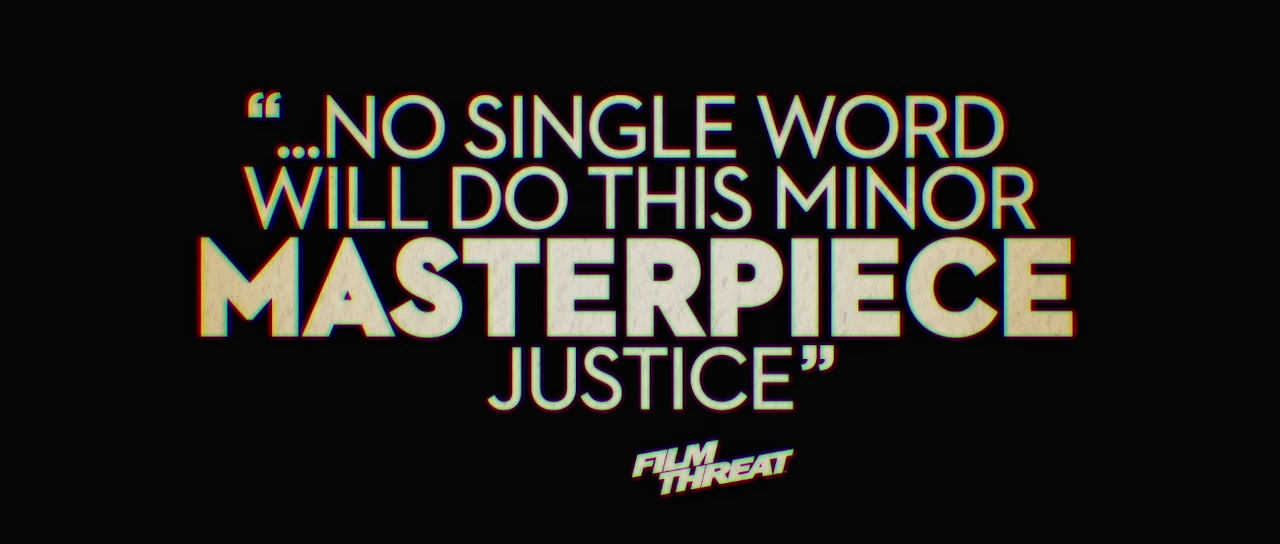 “...NO SINGLE WORD
WILL DO THIS MINOR
MASTERPIECE
JUSTICE”
FILM
THREAT